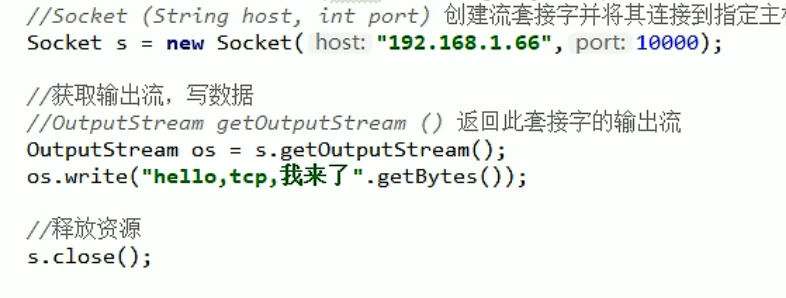 //Socket (String host, int port) 创建流套接字并将其连接到指定主
Socket s = new Socket( host: "192.168.1.66", port: 10000);
//获取输出流，写数据
//OutputStream getOutputStream () 返回此套接字的输出流
OutputStream os = s.getOutputStream();
os.write("hello,tcp,我来了".getBytes());
//释放资源
s.close();